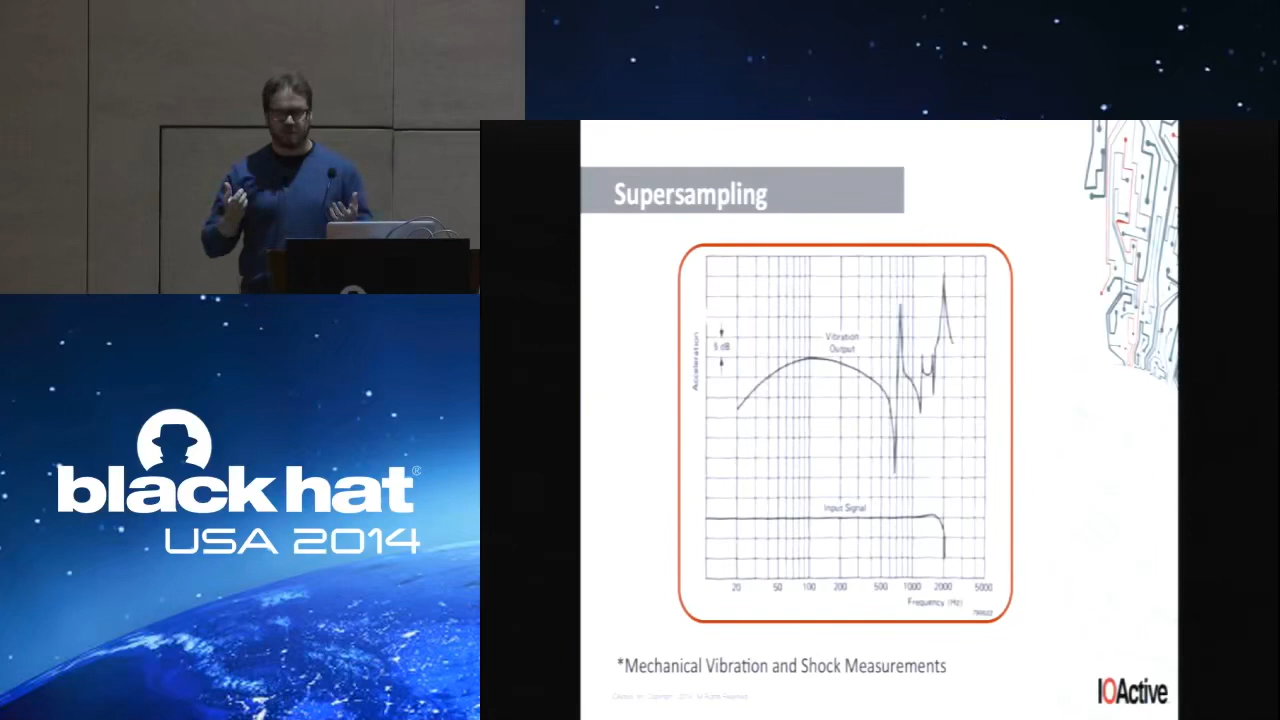 Supersampling
Acceleration
5 dB
Vibration
Output
Input Signal
20 50 100 200 500 1000 2000 5000
Frequency (Hz)
*Mechanical Vibration and Shock Measurements
IOActive
black hat®
USA 2014